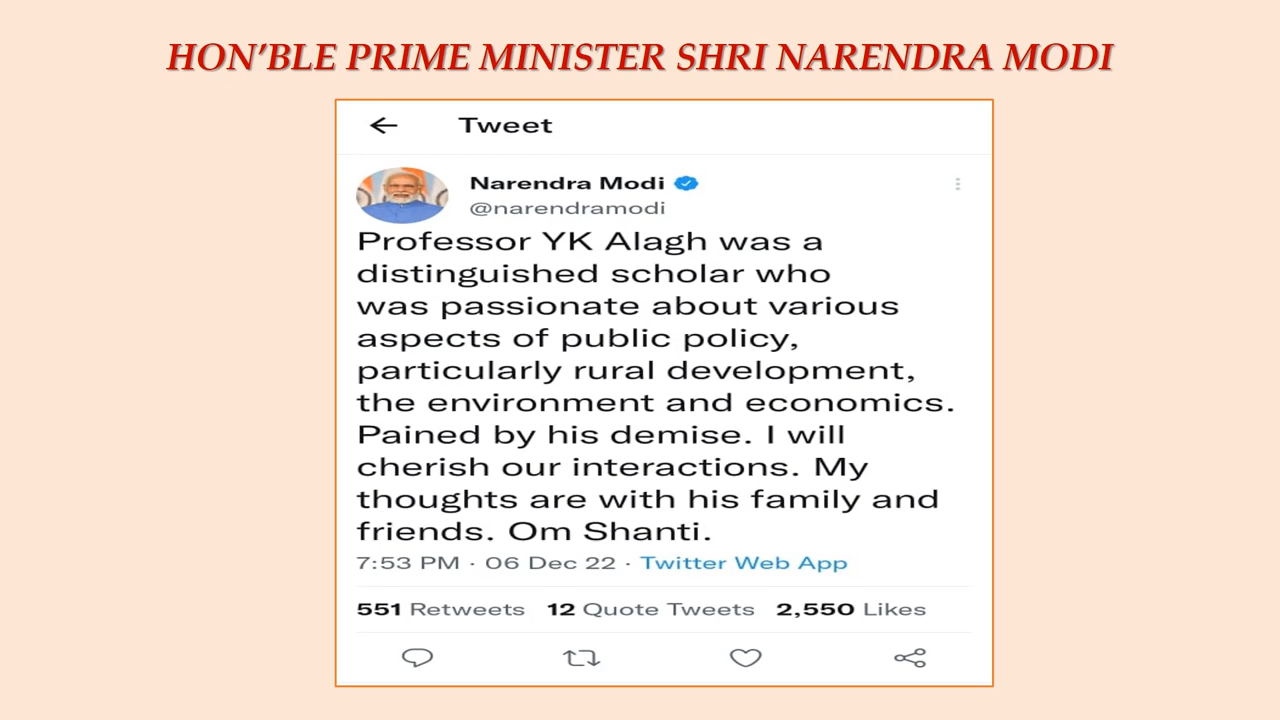 HON’BLE PRIME MINISTER SHRI NARENDRA MODI
Tweet
Narendra Modi
@narendramodi
Professor YK Alagh was a
distinguished scholar who
was passionate about various
aspects of public policy,
particularly rural development,
the environment and economics.
Pained by his demise. I will
cherish our interactions. My
thoughts are with his family and
friends. Om Shanti.
7:53 PM · 06 Dec 22 · Twitter Web App
551 Retweets 12 Quote Tweets 2,550 Likes